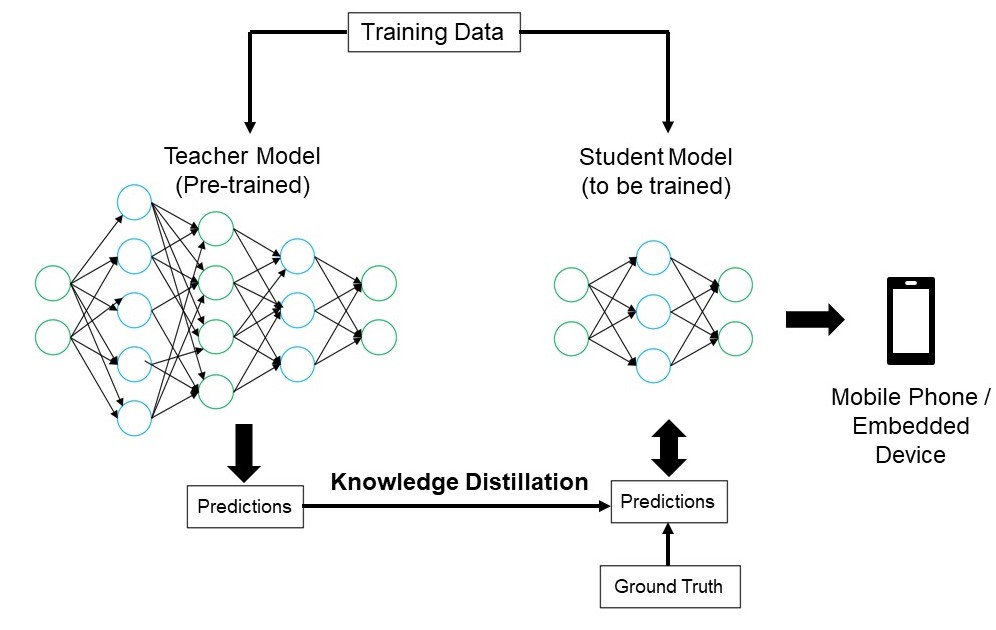 Training Data
Teacher Model
(Pre-trained)
Student Model
(to be trained)
Mobile Phone /
Embedded
Device
Knowledge Distillation
Predictions
Predictions
Ground Truth